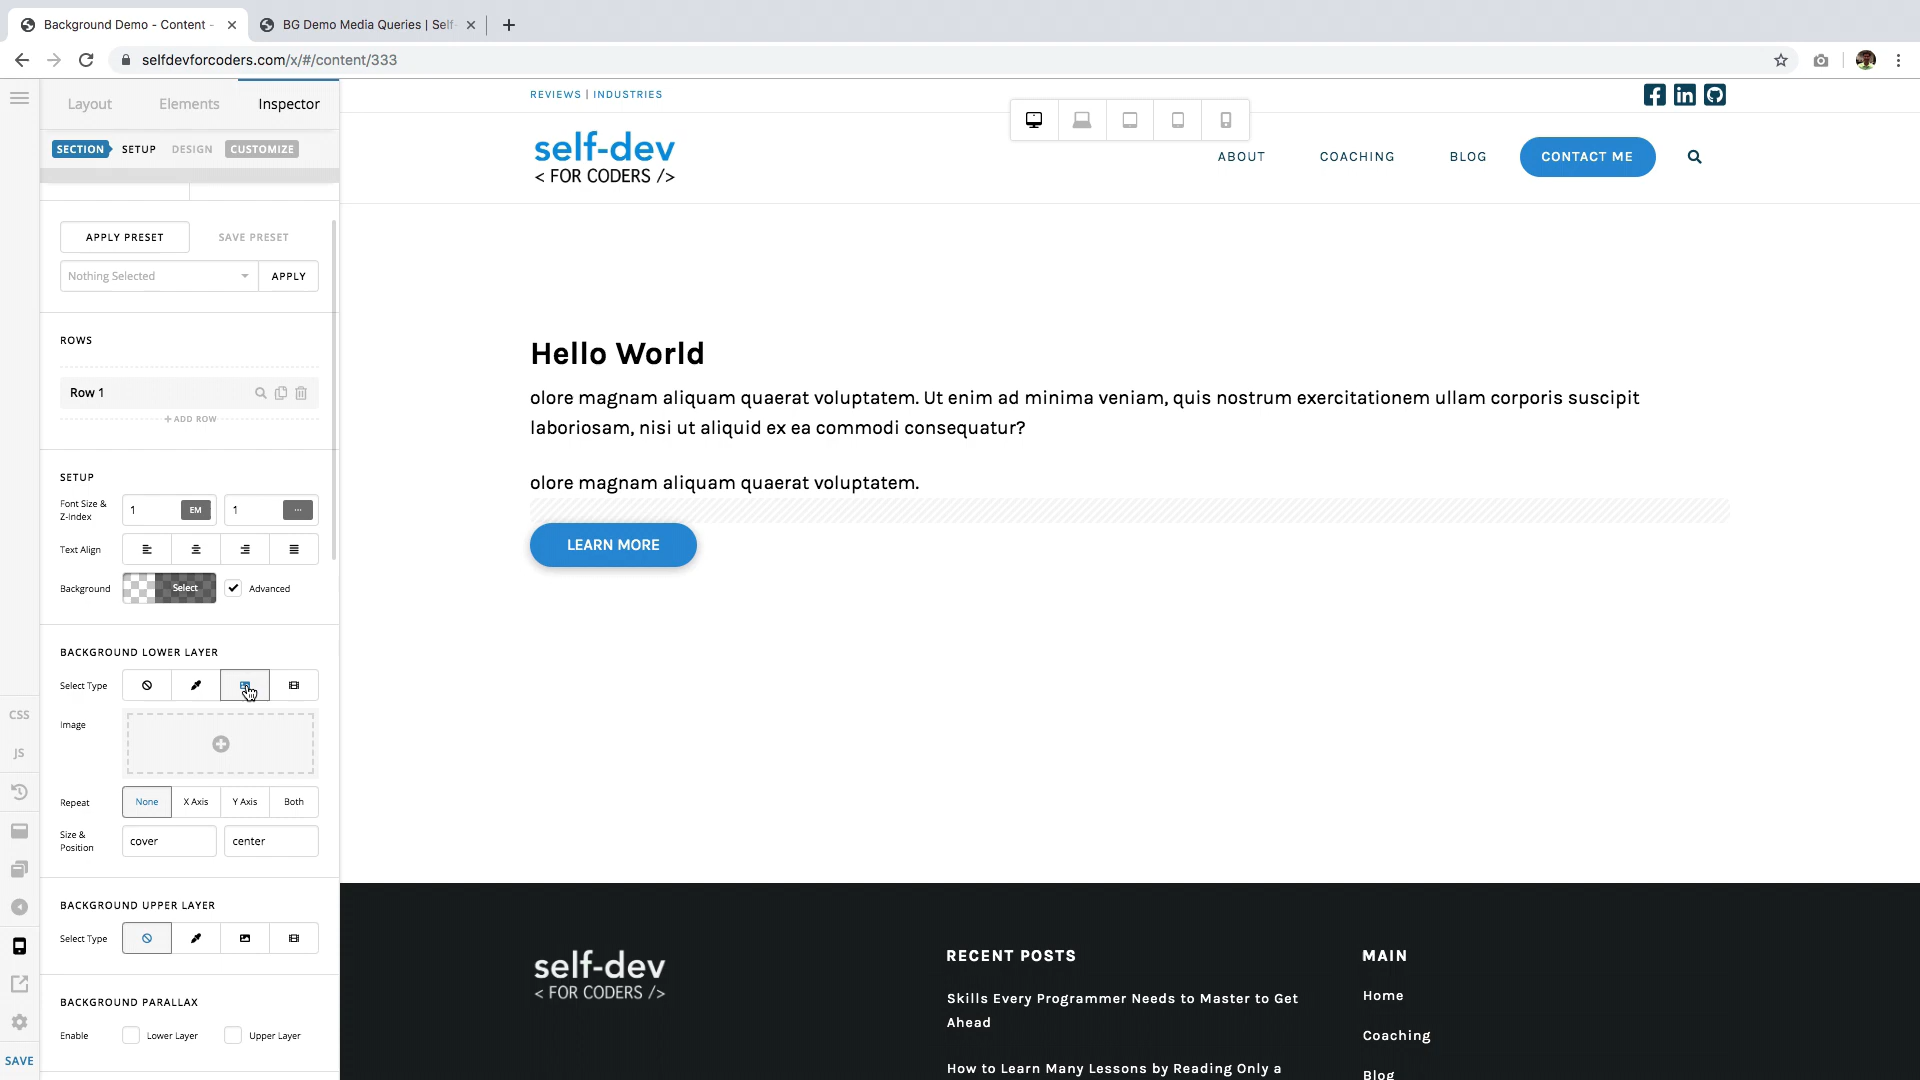 Background Demo - Content -
BG Demo Media Queries | Self-
selfdevforcoders.com/x/#/content/333
Layout
Elements
Inspector
SECTION
SETUP
DESIGN
CUSTOMIZE
APPLY PRESET
SAVE PRESET
Nothing Selected
APPLY
ROWS
Row 1
+ ADD ROW
SETUP
Font Size &
Z-Index
1
EM
1
...
Text Align
Background
Select
Advanced
BACKGROUND LOWER LAYER
Select Type
Image
Repeat
None
X Axis
Y Axis
Both
Size &
Position
cover
center
BACKGROUND UPPER LAYER
Select Type
BACKGROUND PARALLAX
Enable
Lower Layer
Upper Layer
CSS
JS
SAVE
REVIEWS | INDUSTRIES
self-dev
< FOR CODERS />
ABOUT
COACHING
BLOG
CONTACT ME
Hello World
olore magnam aliquam quaerat voluptatem. Ut enim ad minima veniam, quis nostrum exercitationem ullam corporis suscipit
laboriosam, nisi ut aliquid ex ea commodi consequatur?
olore magnam aliquam quaerat voluptatem.
LEARN MORE
self-dev
< FOR CODERS />
RECENT POSTS
Skills Every Programmer Needs to Master to Get
Ahead
How to Learn Many Lessons by Reading Only a
MAIN
Home
Coaching
Blog